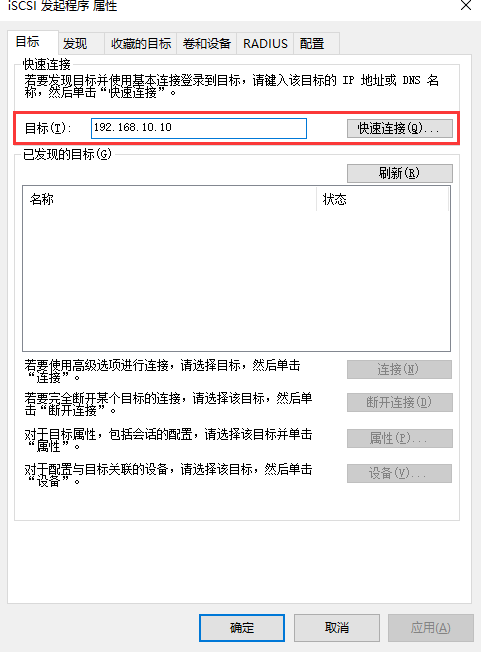 iSCSI 发起程序 属性
目标 发现 收藏的目标 卷和设备 RADIUS 配置
快速连接
若要发现目标并使用基本连接登录到目标，请键入该目标的 IP 地址或 DNS 名
称，然后单击“快速连接”。
目标(T): 192.168.10.10 快速连接(Q)...
已发现的目标(G)
刷新(R)
名称 状态
若要使用高级选项进行连接，请选择目标，然后单击
“连接”。
连接(N)
若要完全断开某个目标的连接，请选择该目标，然后单
击“断开连接”。
断开连接(D)
对于目标属性，包括会话的配置，请选择该目标并单击
“属性”。
属性(P)...
对于配置与目标关联的设备，请选择该目标，然后单击
“设备”。
设备(V)...
确定 取消 应用(A)